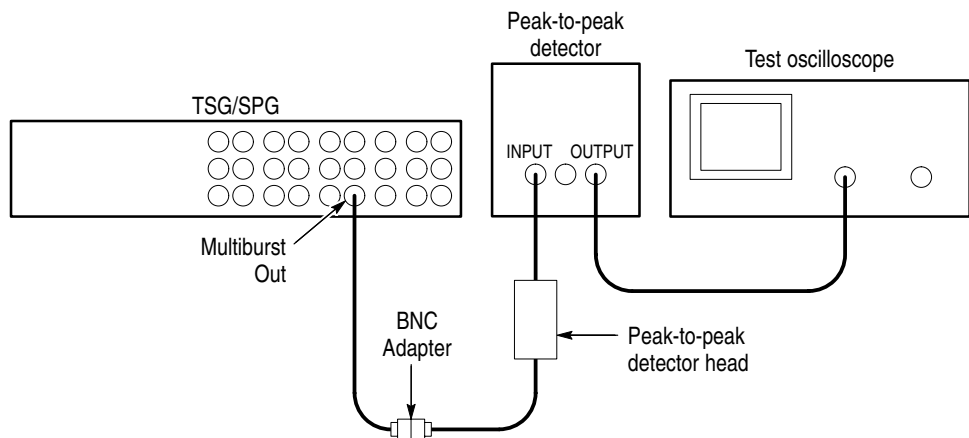 Peak-to-peak
detector
Test oscilloscope
TSG/SPG
INPUT
OUTPUT
Multiburst
Out
BNC
Adapter
Peak-to-peak
detector head